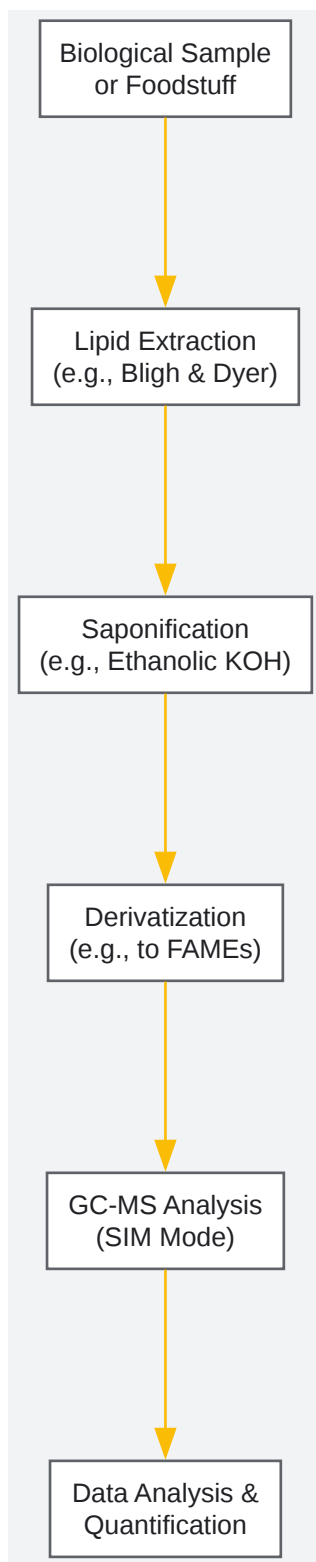 Biological Sample
or Foodstuff
Lipid Extraction
(e.g., Bligh & Dyer)
Saponification
(e.g., Ethanolic KOH)
Derivatization
(e.g., to FAMEs)
GC-MS Analysis
(SIM Mode)
Data Analysis &
Quantification